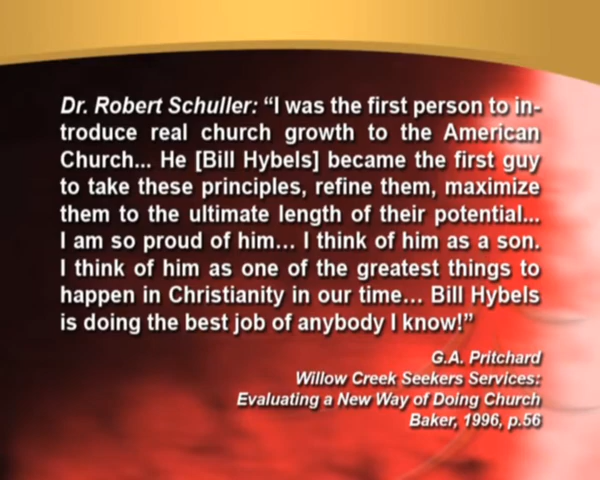 Dr. Robert Schuller: “I was the first person to in-
troduce real church growth to the American
Church... He [Bill Hybels] became the first guy
to take these principles, refine them, maximize
them to the ultimate length of their potential...
I am so proud of him... I think of him as a son.
I think of him as one of the greatest things to
happen in Christianity in our time... Bill Hybels
is doing the best job of anybody I know!”
G.A. Pritchard
Willow Creek Seekers Services:
Evaluating a New Way of Doing Church
Baker, 1996, p.56